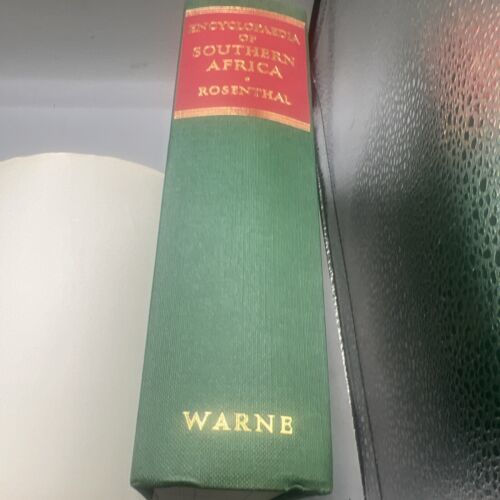 ENCYCLOPAEDIA
OF
SOUTHERN
AFRICA
•
ROSENTHAL
WARNE